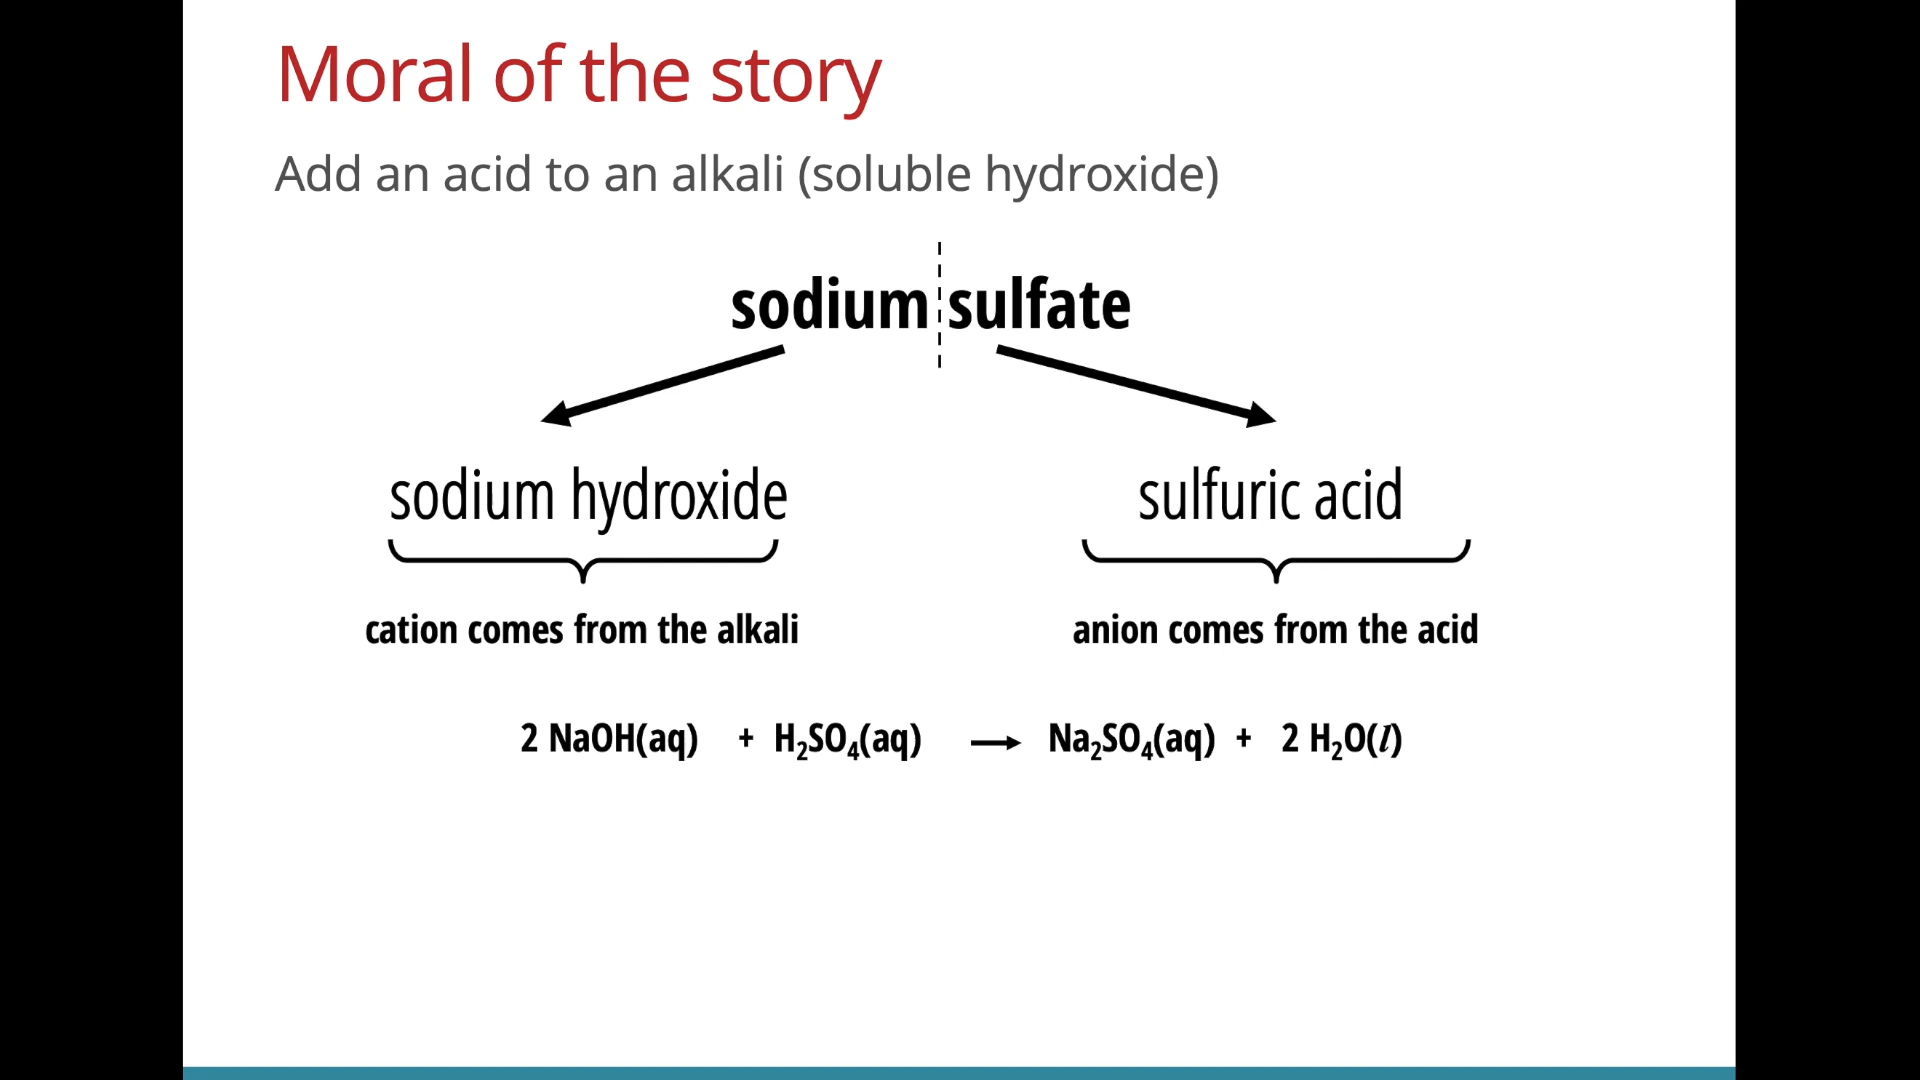 Moral of the story
Add an acid to an alkali (soluble hydroxide)
sodium sulfate
sodium hydroxide sulfuric acid
cation comes from the alkali anion comes from the acid
2 NaOH(aq) + H₂SO₄(aq) ⟶ Na₂SO₄(aq) + 2 H₂O(l)